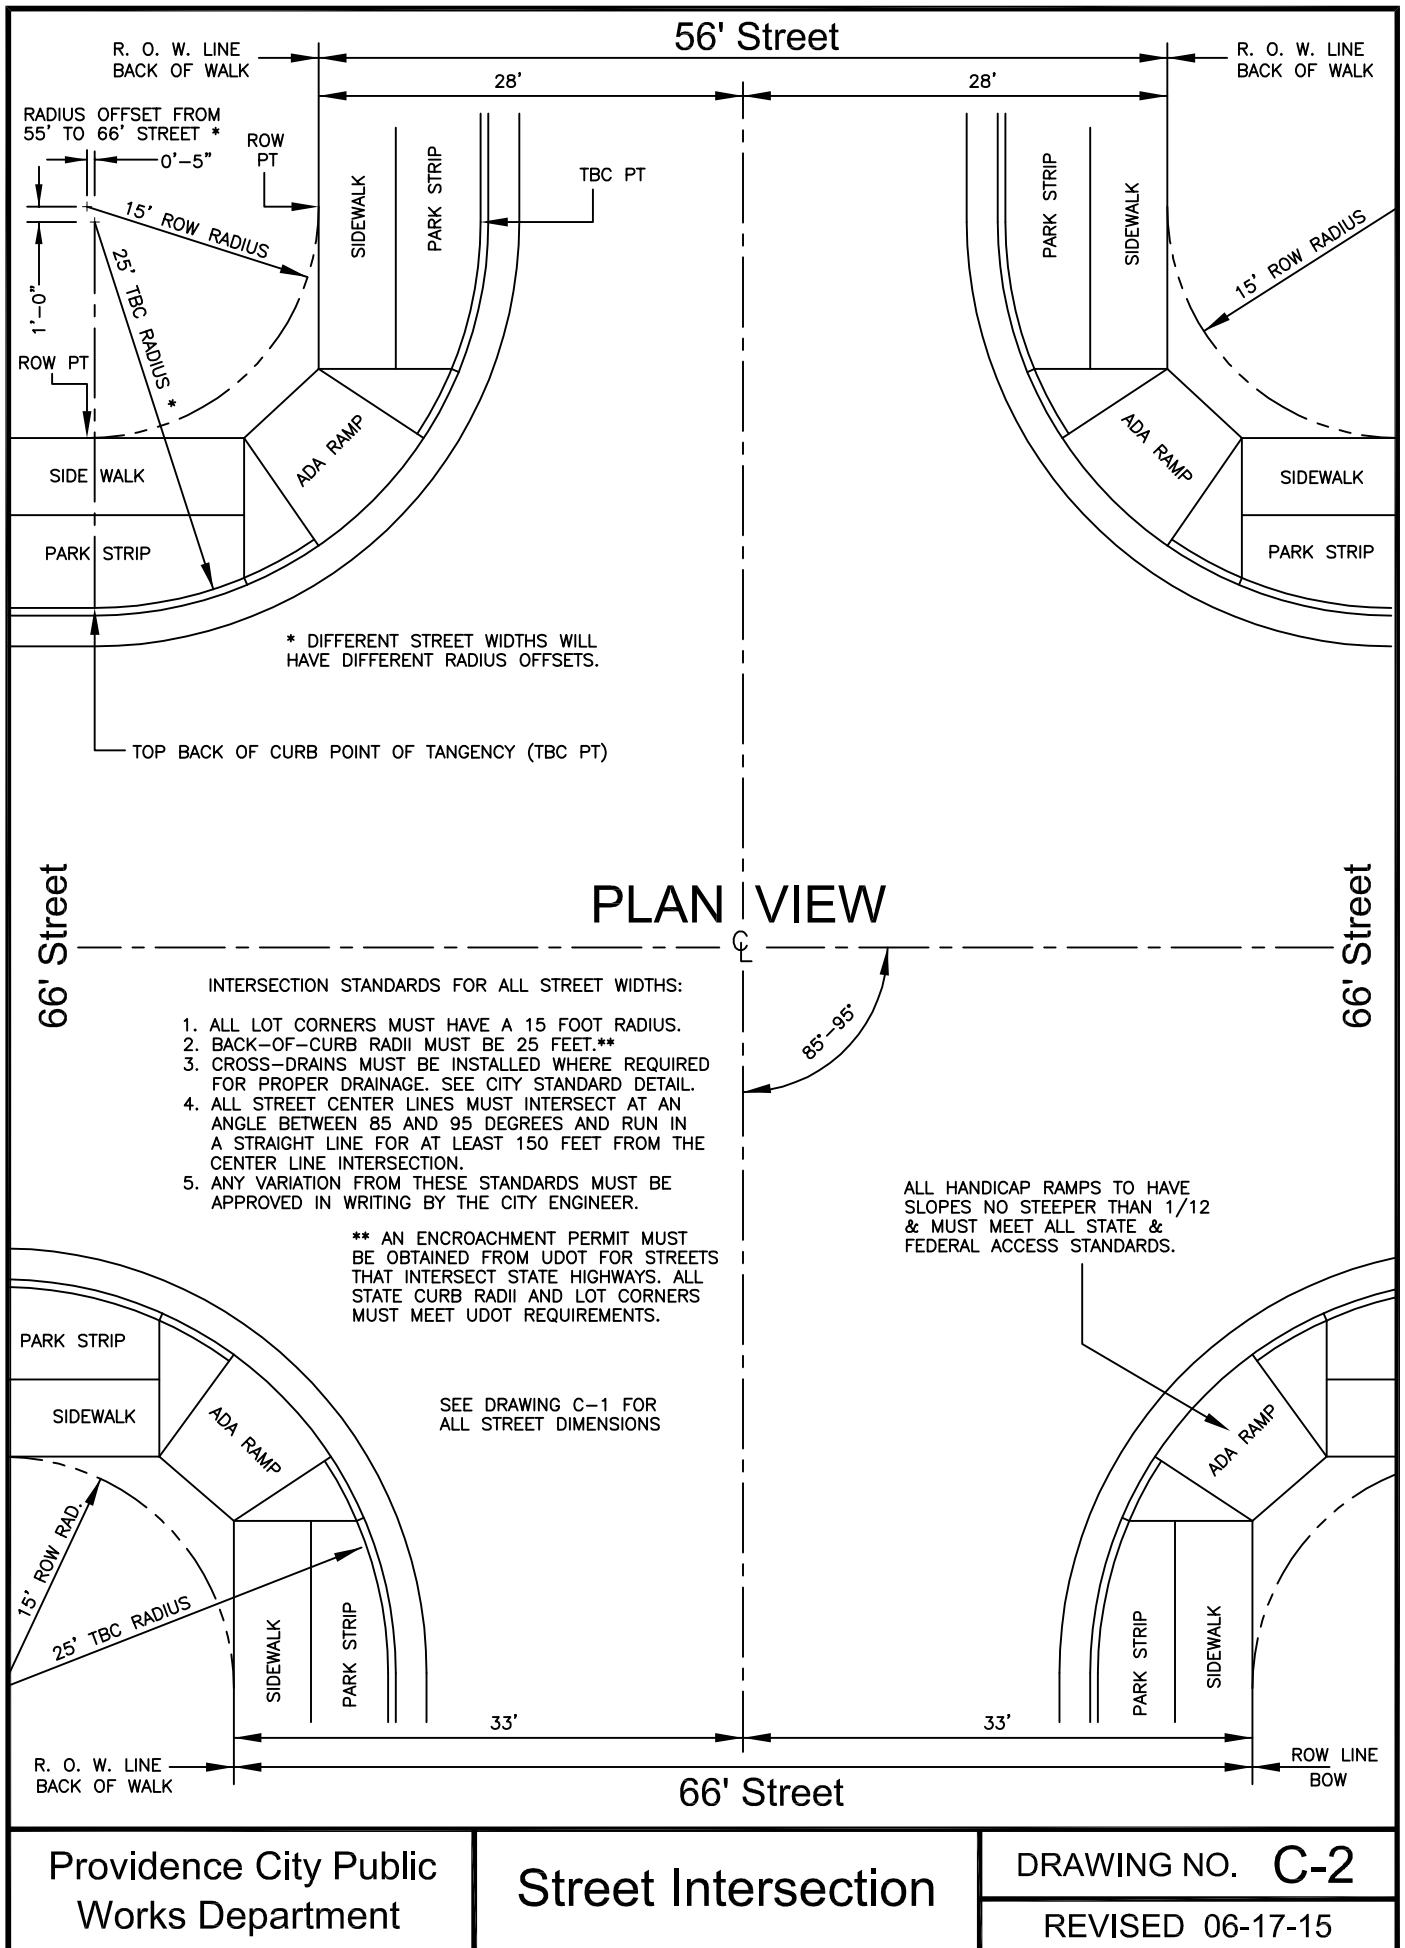 56' Street
R. O. W. LINE
BACK OF WALK
R. O. W. LINE
BACK OF WALK
28'
28'
RADIUS OFFSET FROM
55' TO 66' STREET *
0'-5"
ROW
PT
TBC PT
1'-0"
15' ROW RADIUS
25' TBC RADIUS *
SIDEWALK
PARK STRIP
PARK STRIP
SIDEWALK
15' ROW RADIUS
ROW PT
ADA RAMP
ADA RAMP
SIDE WALK
PARK STRIP
SIDEWALK
PARK STRIP
* DIFFERENT STREET WIDTHS WILL
HAVE DIFFERENT RADIUS OFFSETS.
TOP BACK OF CURB POINT OF TANGENCY (TBC PT)
66' Street
PLAN VIEW
℄
66' Street
85°-95°
INTERSECTION STANDARDS FOR ALL STREET WIDTHS:
1. ALL LOT CORNERS MUST HAVE A 15 FOOT RADIUS.
2. BACK-OF-CURB RADII MUST BE 25 FEET.**
3. CROSS-DRAINS MUST BE INSTALLED WHERE REQUIRED
FOR PROPER DRAINAGE. SEE CITY STANDARD DETAIL.
4. ALL STREET CENTER LINES MUST INTERSECT AT AN
ANGLE BETWEEN 85 AND 95 DEGREES AND RUN IN
A STRAIGHT LINE FOR AT LEAST 150 FEET FROM THE
CENTER LINE INTERSECTION.
5. ANY VARIATION FROM THESE STANDARDS MUST BE
APPROVED IN WRITING BY THE CITY ENGINEER.
** AN ENCROACHMENT PERMIT MUST
BE OBTAINED FROM UDOT FOR STREETS
THAT INTERSECT STATE HIGHWAYS. ALL
STATE CURB RADII AND LOT CORNERS
MUST MEET UDOT REQUIREMENTS.
ALL HANDICAP RAMPS TO HAVE
SLOPES NO STEEPER THAN 1/12
& MUST MEET ALL STATE &
FEDERAL ACCESS STANDARDS.
SEE DRAWING C-1 FOR
ALL STREET DIMENSIONS
PARK STRIP
SIDEWALK
ADA RAMP
ADA RAMP
15' ROW RAD.
25' TBC RADIUS
SIDEWALK
PARK STRIP
PARK STRIP
SIDEWALK
33'
33'
R. O. W. LINE
BACK OF WALK
ROW LINE
BOW
66' Street
Providence City Public
Works Department
Street Intersection
DRAWING NO. C-2
REVISED 06-17-15